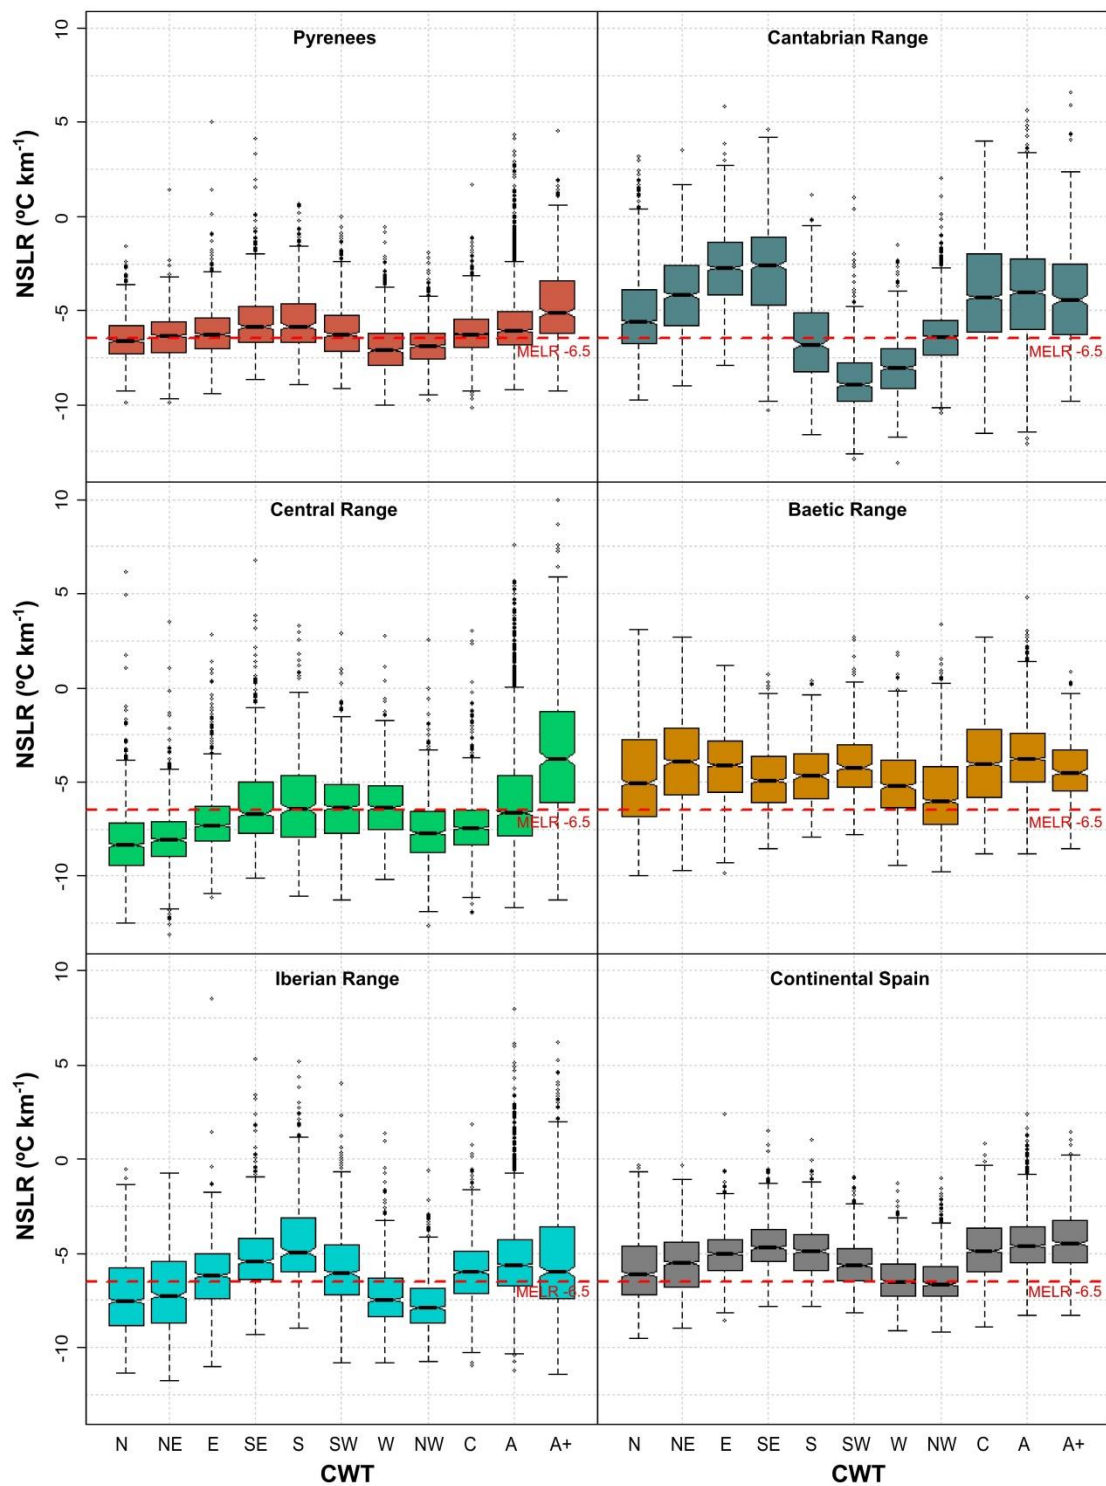 Pyrenees
Cantabrian Range
NSLR (ºC km⁻¹)
10
5
0
-5
-10
MELR -6.5
MELR -6.5
Central Range
Baetic Range
NSLR (ºC km⁻¹)
10
5
0
-5
-10
MELR -6.5
MELR -6.5
Iberian Range
Continental Spain
NSLR (ºC km⁻¹)
10
5
0
-5
-10
MELR -6.5
MELR -6.5
N NE E SE S SW W NW C A A+
N NE E SE S SW W NW C A A+
CWT
CWT